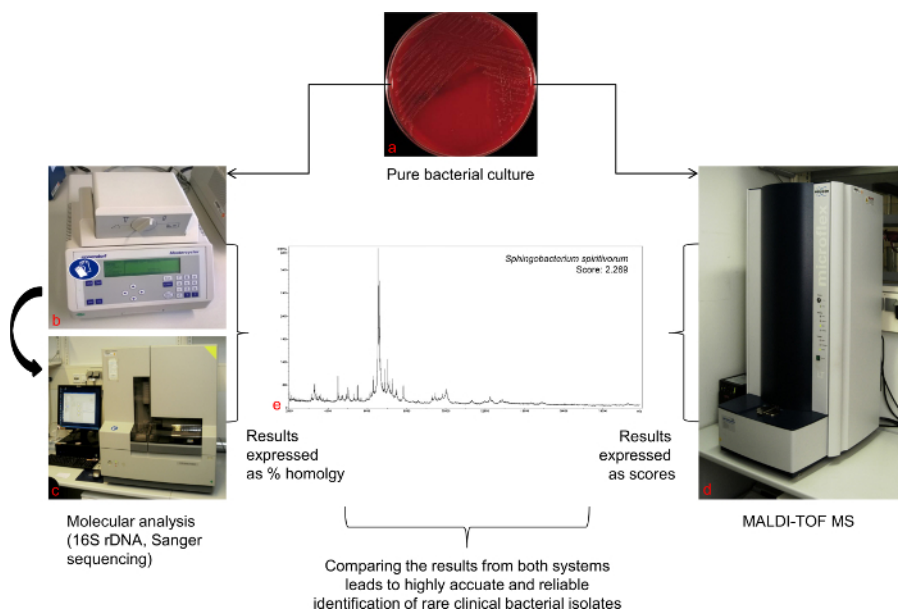 a
Pure bacterial culture
b
c
Molecular analysis
(16S rDNA, Sanger
sequencing)
Sphingobacterium spiritivorum
Score: 2.269
e
Results
expressed
as % homolgy
Results
expressed
as scores
microflex
d
MALDI-TOF MS
Comparing the results from both systems
leads to highly accuate and reliable
identification of rare clinical bacterial isolates